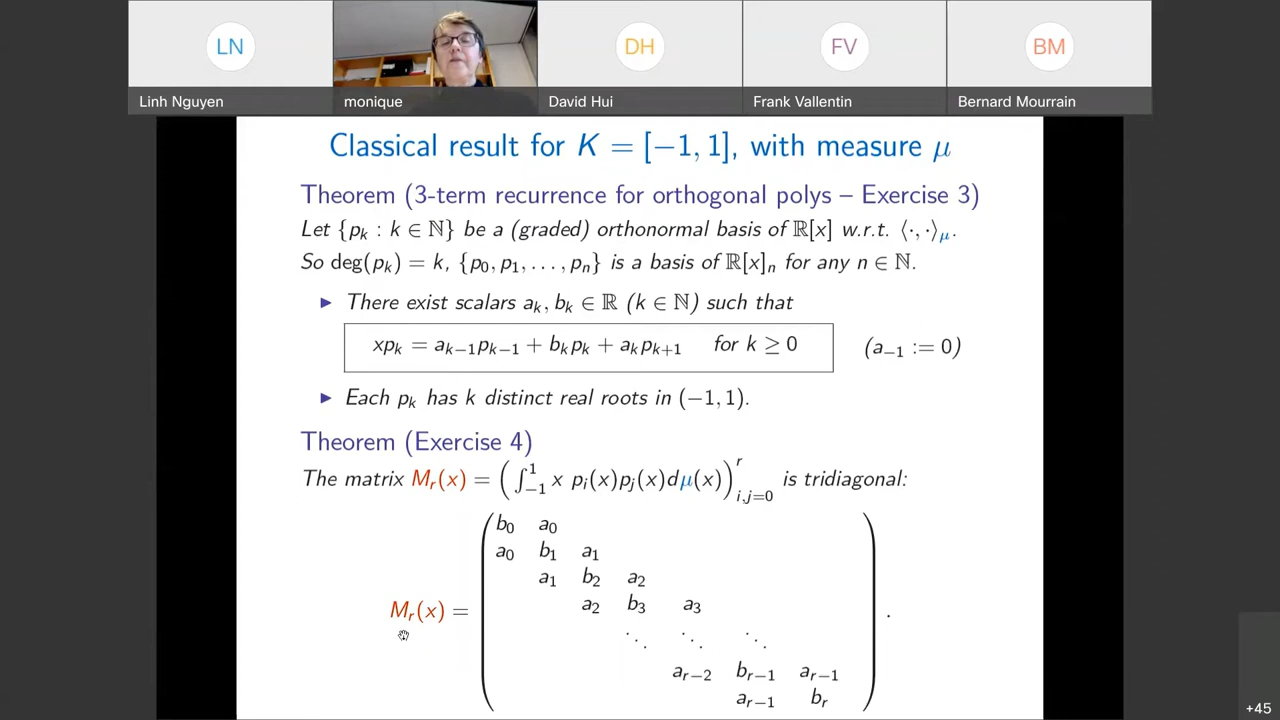 LN
DH
FV
BM
Linh Nguyen
monique
David Hui
Frank Vallentin
Bernard Mourrain
Classical result for K = [−1, 1], with measure μ
Theorem (3-term recurrence for orthogonal polys – Exercise 3)
Let {p_k : k ∈ ℕ} be a (graded) orthonormal basis of ℝ[x] w.r.t. ⟨·, ·⟩_μ.
So deg(p_k) = k, {p_0, p_1, . . . , p_n} is a basis of ℝ[x]_n for any n ∈ ℕ.
▶ There exist scalars a_k, b_k ∈ ℝ (k ∈ ℕ) such that
xp_k = a_{k−1}p_{k−1} + b_kp_k + a_kp_{k+1} for k ≥ 0 (a_{−1} := 0)
▶ Each p_k has k distinct real roots in (−1, 1).
Theorem (Exercise 4)
The matrix M_r(x) = (∫_{−1}^{1} x p_i(x)p_j(x)dμ(x))_{i,j=0}^{r} is tridiagonal:
b_0 a_0
a_0 b_1 a_1
a_1 b_2 a_2
a_2 b_3 a_3
M_r(x) = .
⋱ ⋱ ⋱
a_{r−2} b_{r−1} a_{r−1}
a_{r−1} b_r
+45